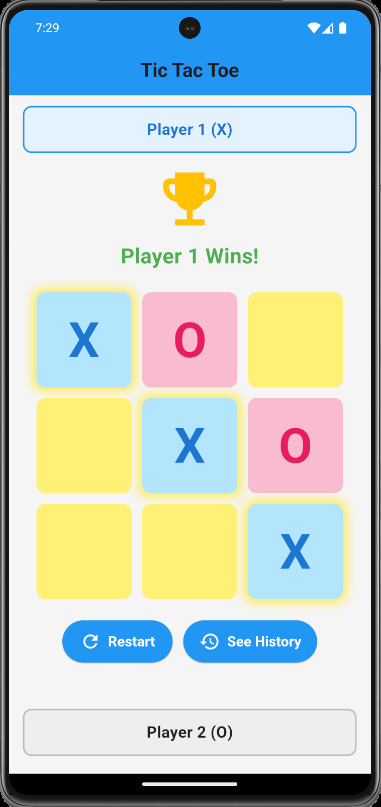 7:29
Tic Tac Toe
Player 1 (X)
Player 1 Wins!
X O
X O
X
Restart See History
Player 2 (O)